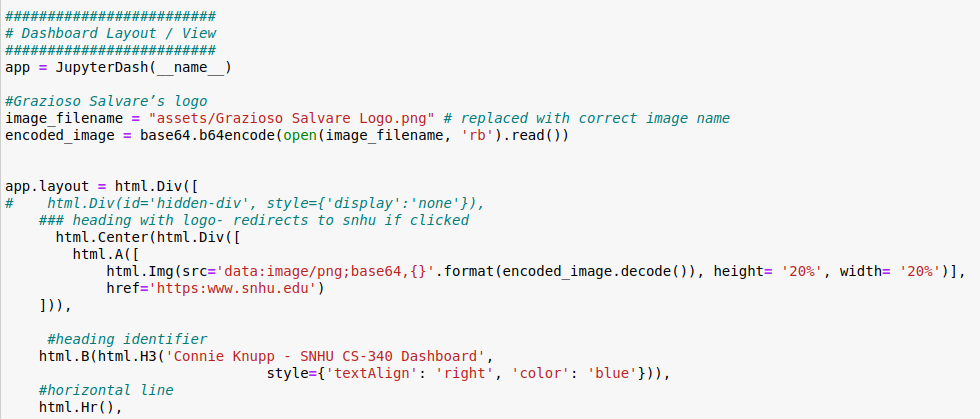 #########################
# Dashboard Layout / View
#########################
app = JupyterDash(__name__)

#Grazioso Salvare’s logo
image_filename = "assets/Grazioso Salvare Logo.png" # replaced with correct image name
encoded_image = base64.b64encode(open(image_filename, 'rb').read())


app.layout = html.Div([
#    html.Div(id='hidden-div', style={'display':'none'}),
    ### heading with logo- redirects to snhu if clicked
      html.Center(html.Div([
        html.A([
            html.Img(src='data:image/png;base64,{}'.format(encoded_image.decode()), height= '20%', width= '20%')],
            href='https:www.snhu.edu')
    ])),

     #heading identifier
    html.B(html.H3('Connie Knupp - SNHU CS-340 Dashboard',
                               style={'textAlign': 'right', 'color': 'blue'})),
    #horizontal line
    html.Hr(),